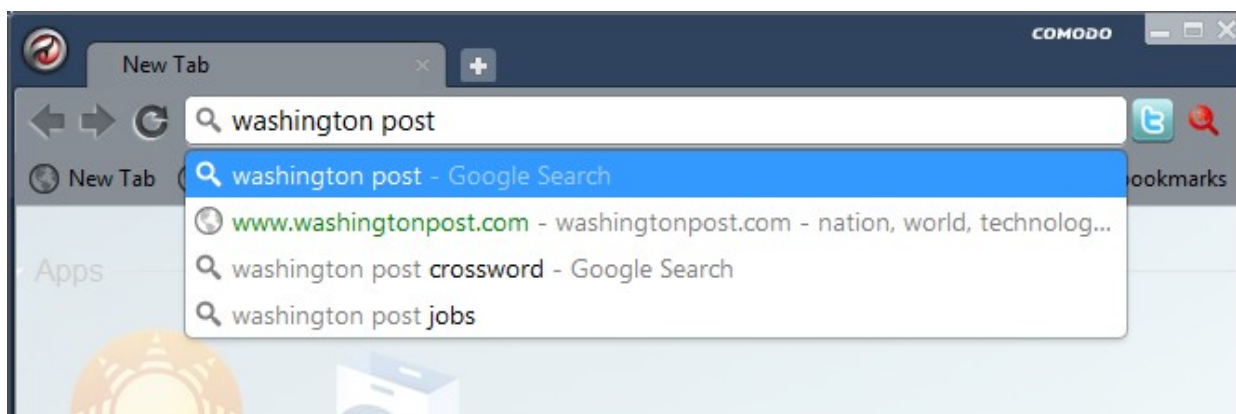 COMODO
New Tab
washington post
New Tab
washington post - Google Search
ookmarks
www.washingtonpost.com - washingtonpost.com - nation, world, technolog...
Apps
washington post crossword - Google Search
washington post jobs